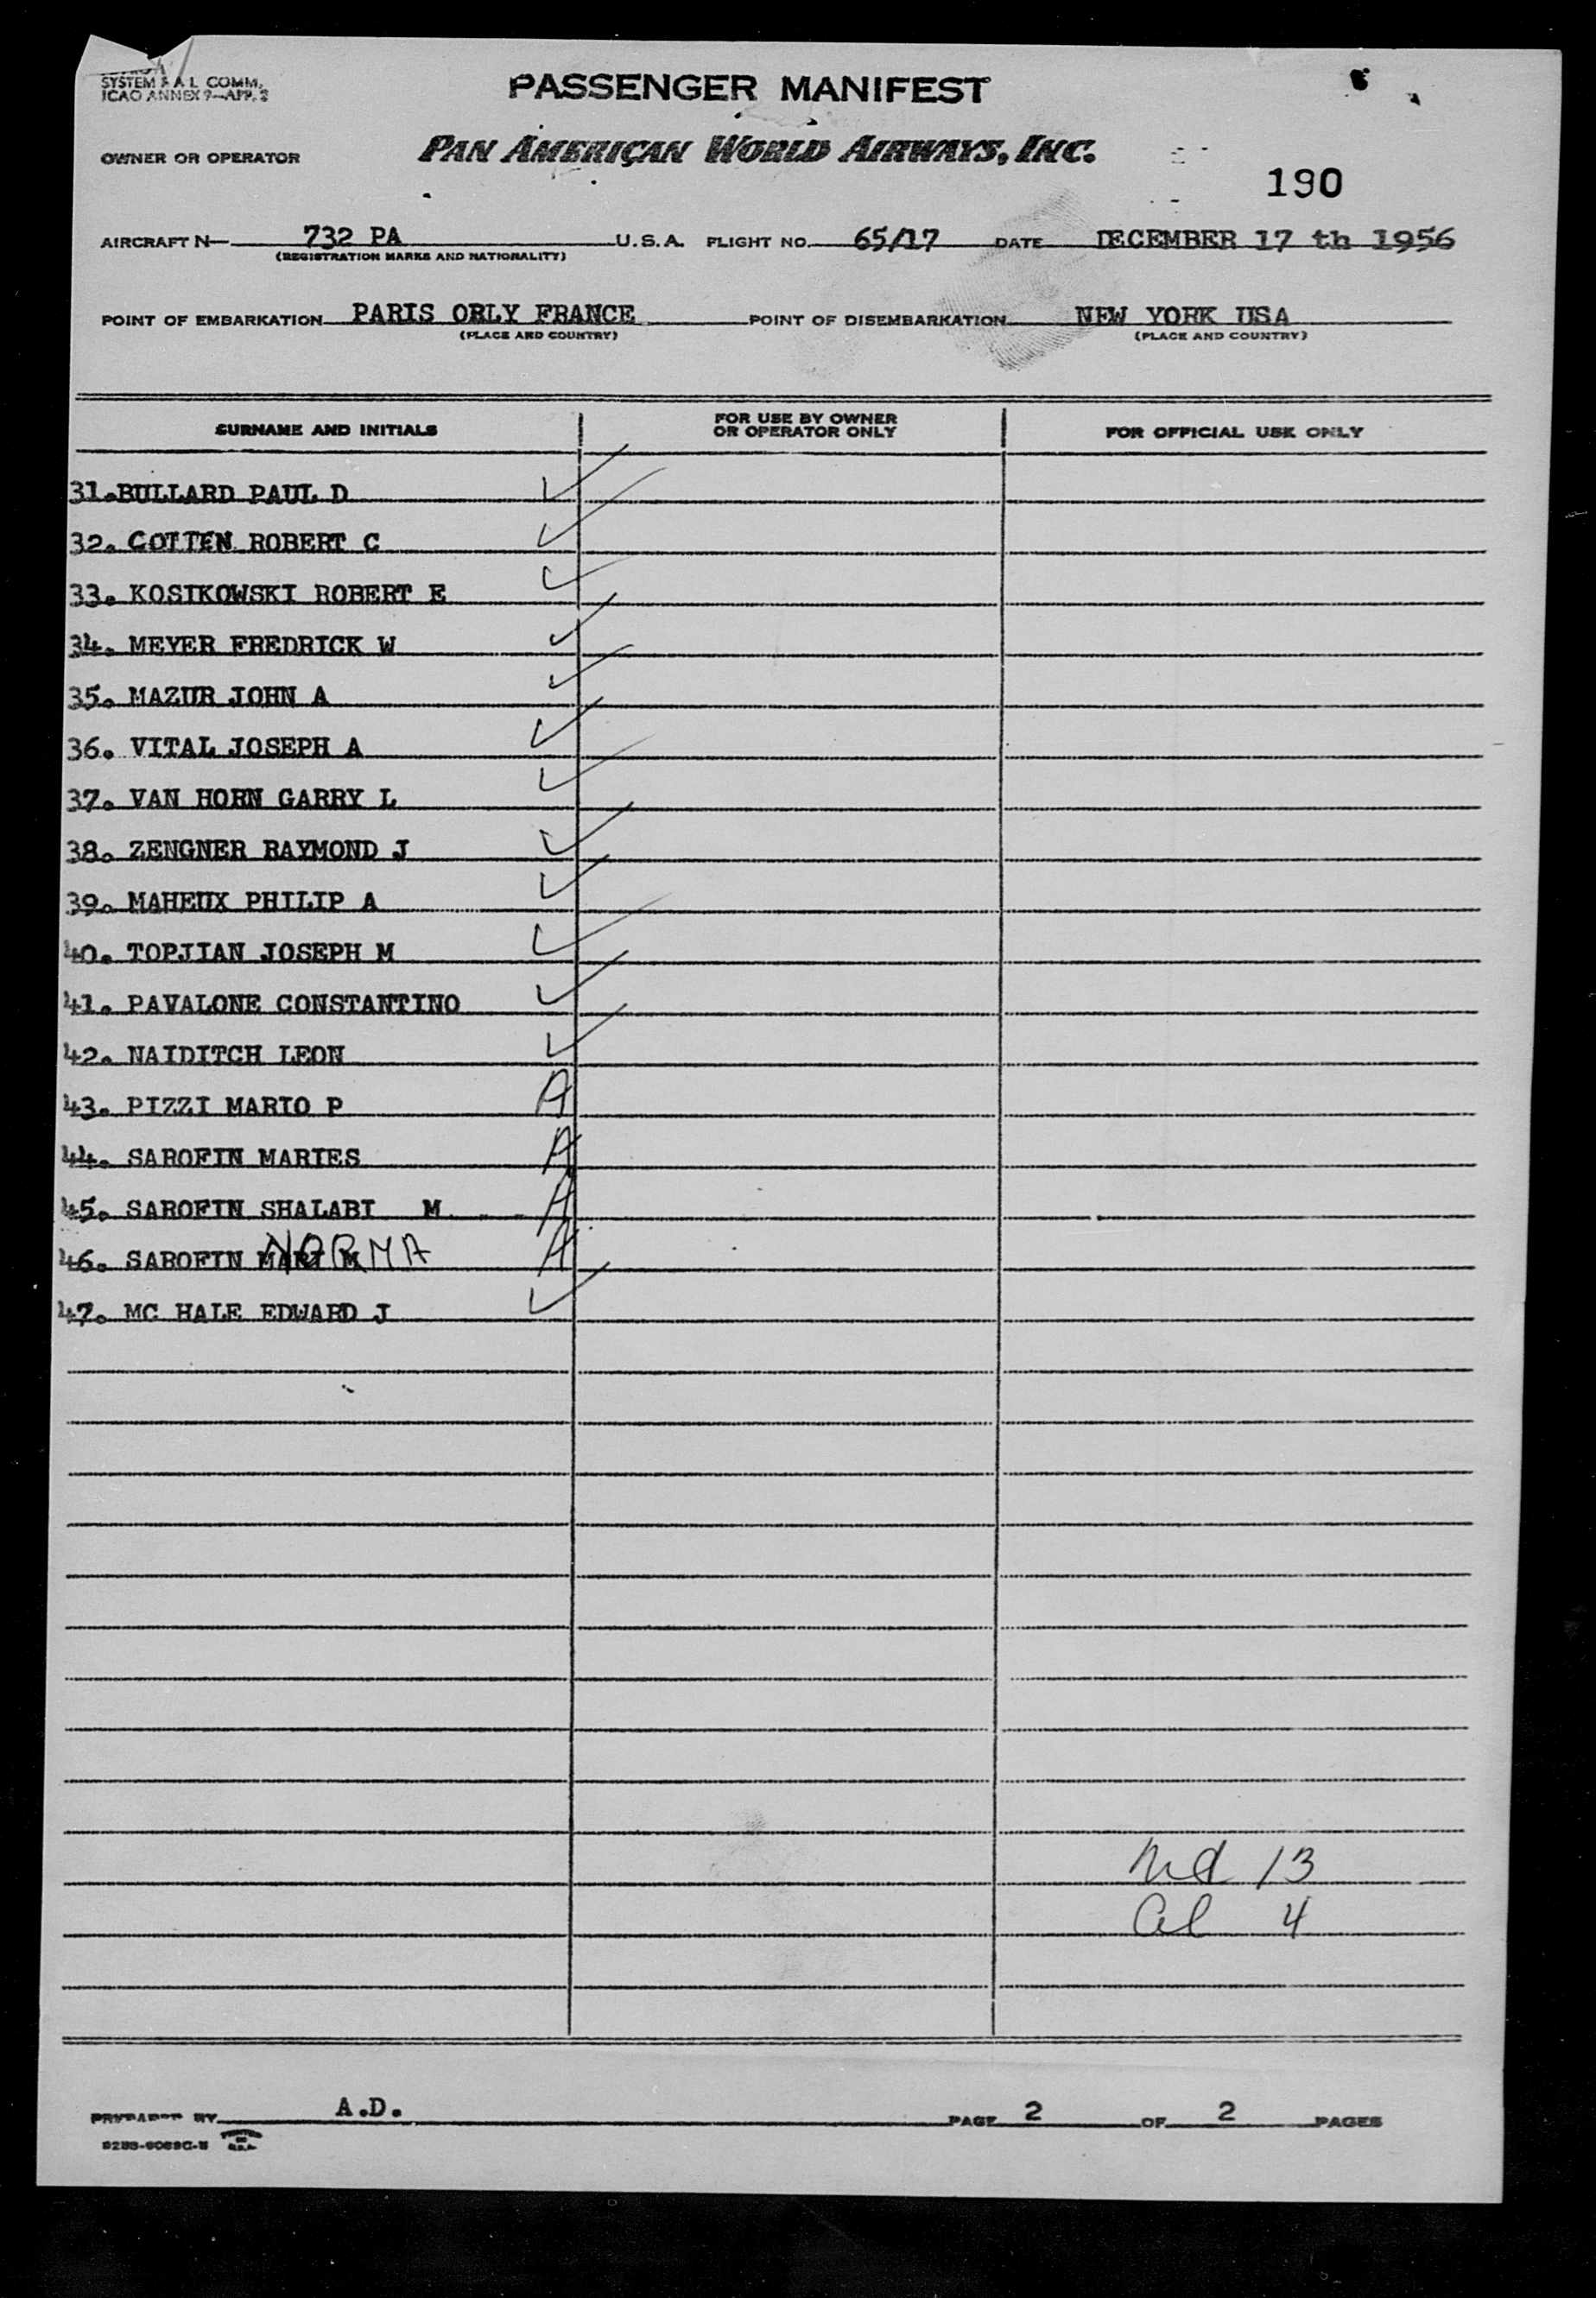 SYSTEM & A L COMM.
ICAO ANNEX 9—APP. 2
PASSENGER MANIFEST
OWNER OR OPERATOR PAN AMERICAN WORLD AIRWAYS, INC.
190
AIRCRAFT N— 732 PA U.S.A. FLIGHT NO. 65/17 DATE DECEMBER 17 th 1956
(REGISTRATION MARKS AND NATIONALITY)
POINT OF EMBARKATION PARIS ORLY FRANCE POINT OF DISEMBARKATION NEW YORK USA
(PLACE AND COUNTRY) (PLACE AND COUNTRY)
SURNAME AND INITIALS FOR USE BY OWNER OR OPERATOR ONLY FOR OFFICIAL USE ONLY
31.BULLARD PAUL D ✓
32. COTTEN ROBERT C ✓
33. KOSIKOWSKI ROBERT E ✓
34. MEYER FREDRICK W ✓
35. MAZUR JOHN A ✓
36. VITAL JOSEPH A ✓
37. VAN HORN GARRY L ✓
38. ZENGNER RAYMOND J ✓
39. MAHEUX PHILIP A ✓
40. TOPJIAN JOSEPH M ✓
41. PAVALONE CONSTANTINO ✓
42. NAIDITCH LEON ✓
43. PIZZI MARIO P A
44. SAROFIN MARIES A
45. SAROFIN SHALABI M A
46. SAROFIN MARI M NORMA A
47. MC HALE EDWARD J ✓
13
al 4
PREPARED BY A.D. PAGE 2 OF 2 PAGES
PRINTED IN U.S.A.